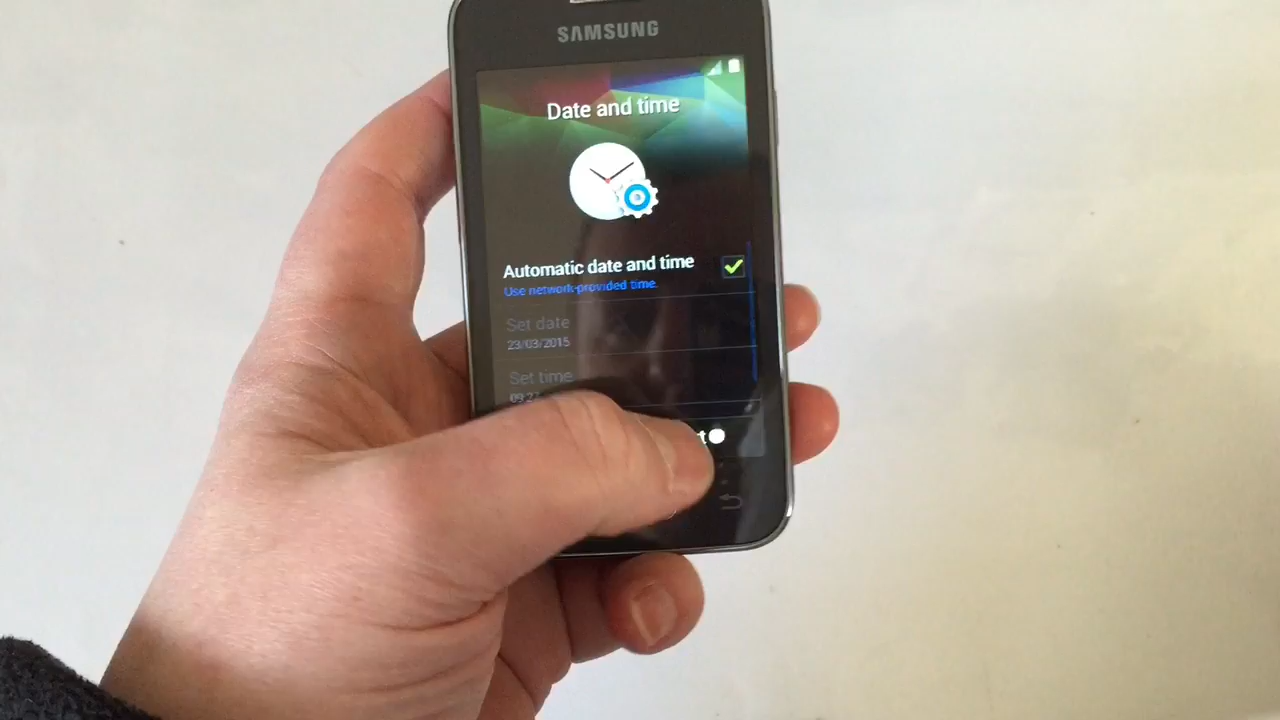 SAMSUNG
Date and time
Automatic date and time
Use network-provided time.
Set date
23/03/2015
Set time